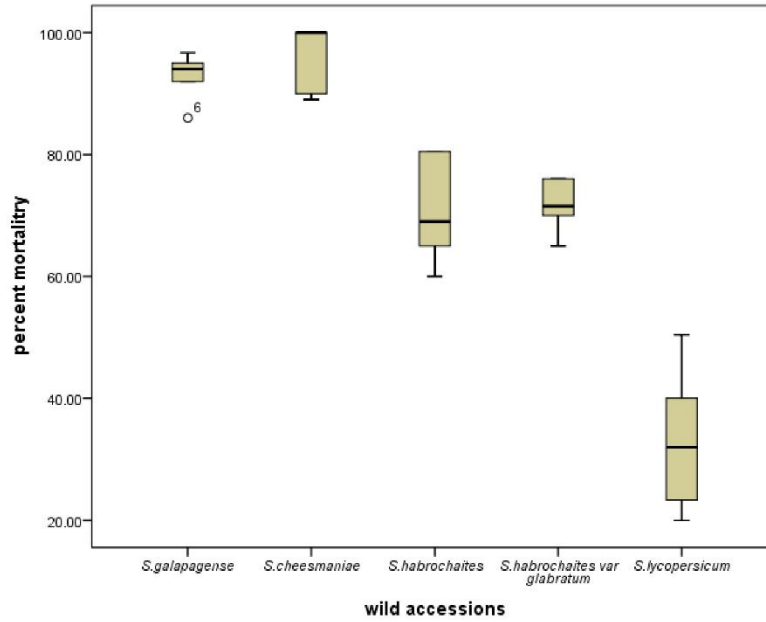 100.00
80.00
60.00
40.00
20.00
percent mortalitry
6
S.galapagense
S.cheesmaniae
S.habrochaites
S.habrochaites var
glabratum
S.lycopersicum
wild accessions